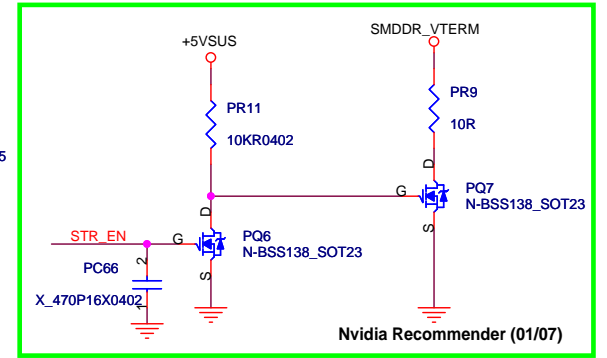 +5VSUS
SMDDR_VTERM
PR11
10KR0402
PR9
10R
5
D
G
PQ7
N-BSS138_SOT23
S
STR_EN
D
G
PQ6
N-BSS138_SOT23
S
2
PC66
X_470P16X0402
1
Nvidia Recommender (01/07)